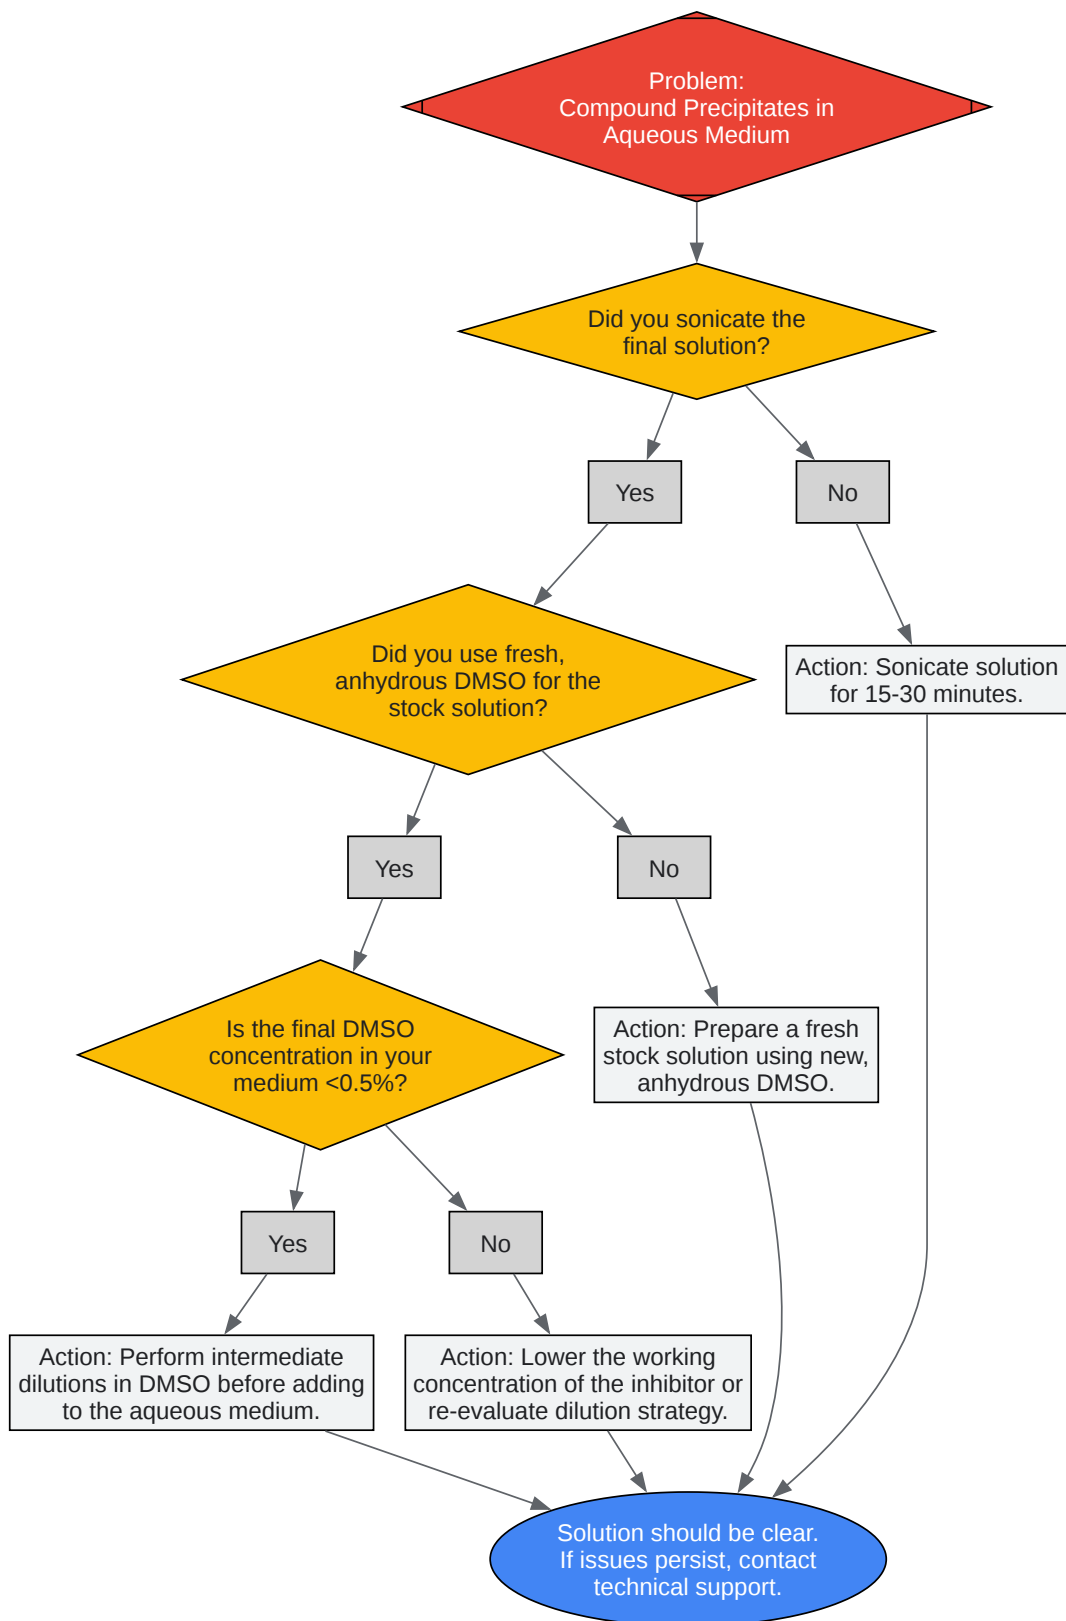 Problem:
Compound Precipitates in
Aqueous Medium
Did you sonicate the
final solution?
Yes
No
Did you use fresh,
anhydrous DMSO for the
stock solution?
Action: Sonicate solution
for 15-30 minutes.
Yes
No
Is the final DMSO
concentration in your
medium <0.5%?
Action: Prepare a fresh
stock solution using new,
anhydrous DMSO.
Yes
No
Action: Perform intermediate
dilutions in DMSO before adding
to the aqueous medium.
Action: Lower the working
concentration of the inhibitor or
re-evaluate dilution strategy.
Solution should be clear.
If issues persist, contact
technical support.